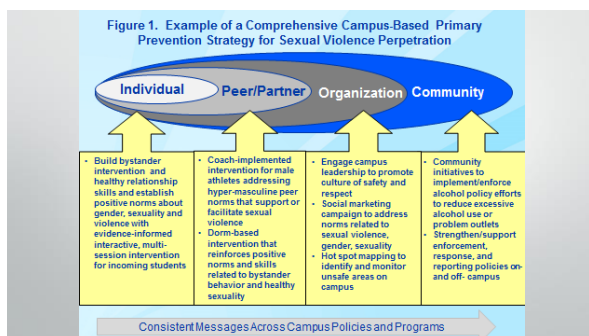 Figure 1.  Example of a Comprehensive Campus-Based  Primary
Prevention Strategy for Sexual Violence Perpetration
Individual
Peer/Partner
Organization
Community
• Build bystander
intervention  and
healthy relationship
skills and establish
positive norms about
gender, sexuality and
violence with
evidence-informed
interactive, multi-
session intervention
for incoming students
• Coach-implemented
intervention for male
athletes addressing
hyper-masculine peer
norms that support or
facilitate sexual
violence
• Dorm-based
intervention that
reinforces positive
norms and skills
related to bystander
behavior and healthy
sexuality
• Engage campus
leadership to promote
culture of safety and
respect
• Social marketing
campaign to address
norms related to
sexual violence,
gender, sexuality
• Hot spot mapping to
identify and monitor
unsafe areas on
campus
• Community
initiatives to
implement/enforce
alcohol policy efforts
to reduce excessive
alcohol use or
problem outlets
• Strengthen/support
enforcement,
response, and
reporting policies on-
and off- campus
Consistent Messages Across Campus Policies and Programs